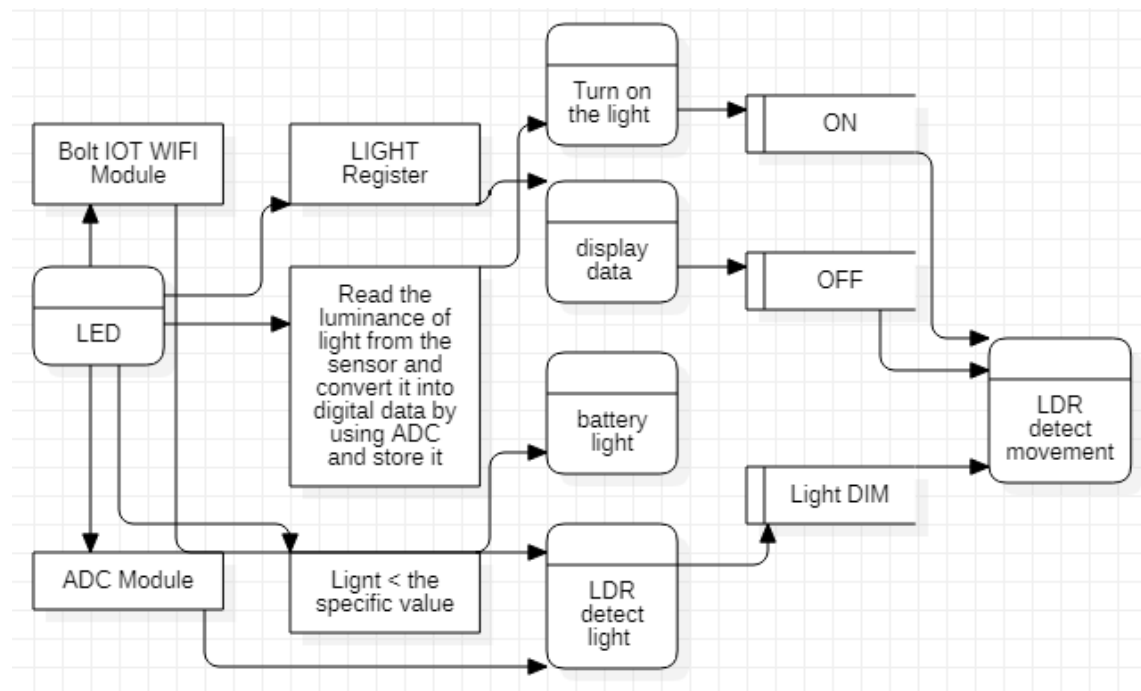 Turn on
the light
ON
Bolt IOT WIFI
Module
LIGHT
Register
display
data
OFF
LED
Read the
luminance of
light from the
sensor and
convert it into
digital data by
using ADC
and store it
battery
light
LDR
detect
movement
Light DIM
ADC Module
Lignt < the
specific value
LDR
detect
light